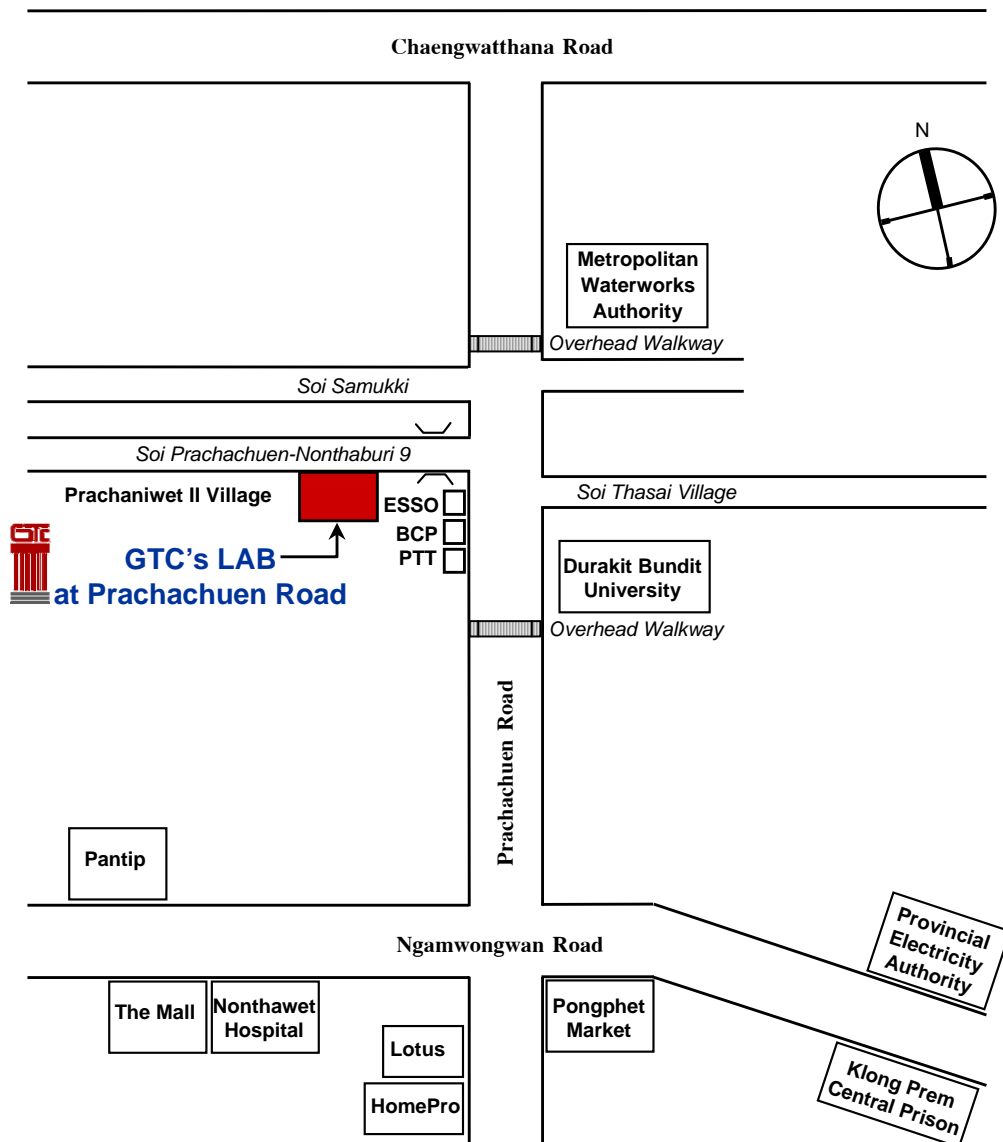 Chaengwatthana Road
N
Metropolitan
Waterworks
Authority
Overhead Walkway
Soi Samukki
Soi Prachachuen-Nonthaburi 9
Prachaniwet II Village
ESSO
BCP
PTT
Soi Thasai Village
GTC
GTC's LAB
at Prachachuen Road
Durakit Bundit
University
Overhead Walkway
Prachachuen Road
Pantip
Ngamwongwan Road
Provincial
Electricity
Authority
The Mall
Nonthawet
Hospital
Lotus
HomePro
Pongphet
Market
Klong Prem
Central Prison